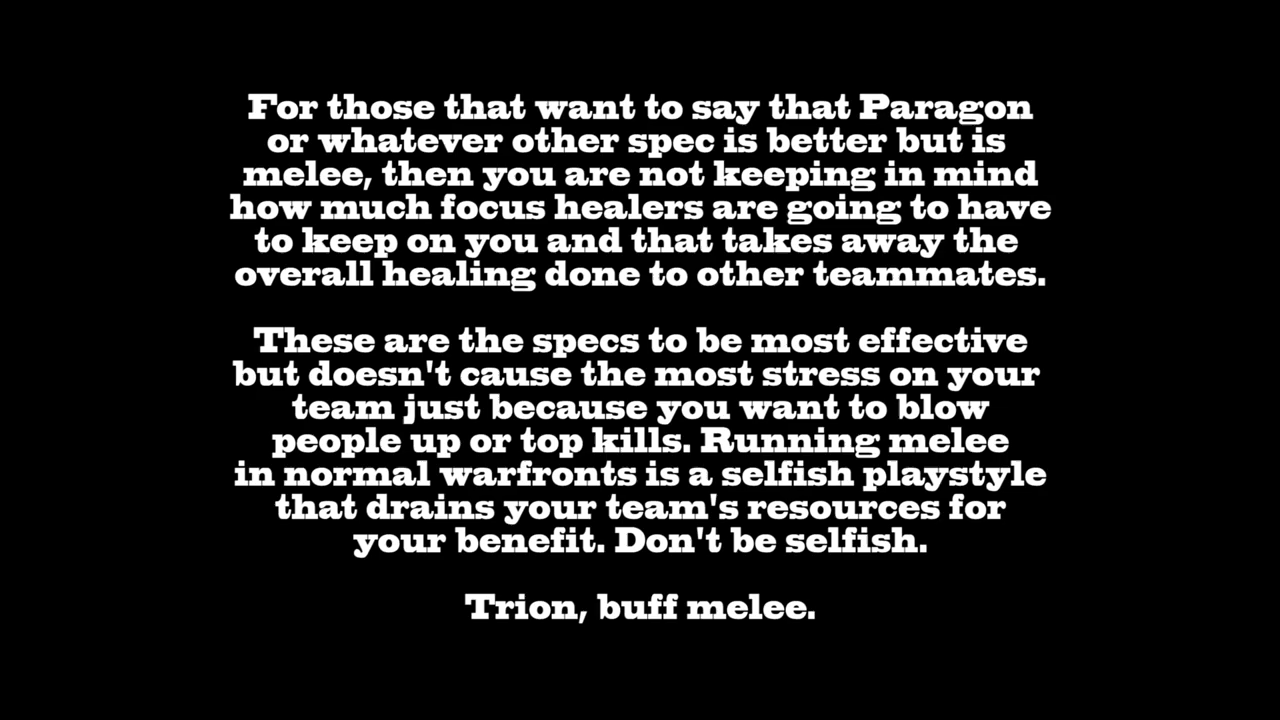 For those that want to say that Paragon
or whatever other spec is better but is
melee, then you are not keeping in mind
how much focus healers are going to have
to keep on you and that takes away the
overall healing done to other teammates.
These are the specs to be most effective
but doesn't cause the most stress on your
team just because you want to blow
people up or top kills. Running melee
in normal warfronts is a selfish playstyle
that drains your team's resources for
your benefit. Don't be selfish.
Trion, buff melee.